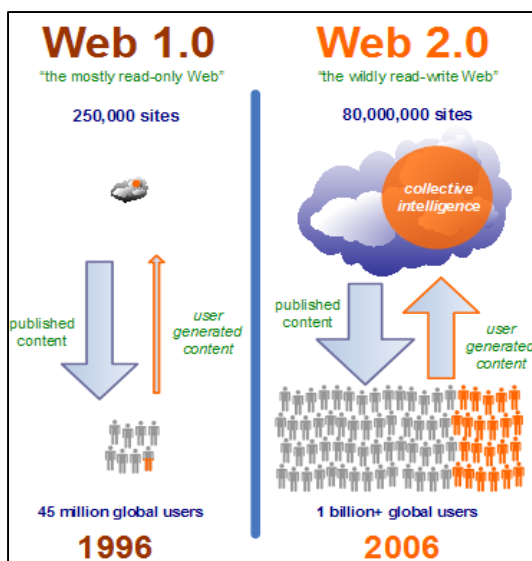 Web 1.0
“the mostly read-only Web”
250,000 sites
published
content
user
generated
content
45 million global users
1996
Web 2.0
“the wildly read-write Web”
80,000,000 sites
collective
intelligence
published
content
user
generated
content
1 billion+ global users
2006